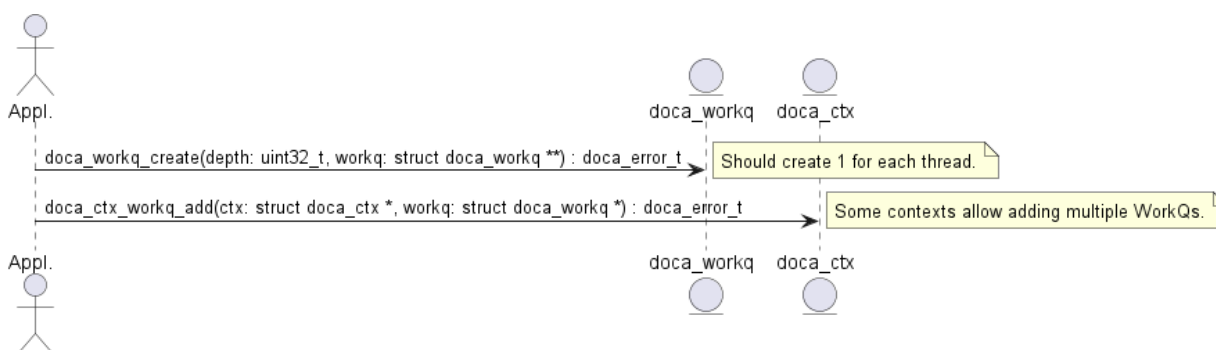 Appl.
doca_workq
doca_ctx
doca_workq_create(depth: uint32_t, workq: struct doca_workq **) : doca_error_t
Should create 1 for each thread.
doca_ctx_workq_add(ctx: struct doca_ctx *, workq: struct doca_workq *) : doca_error_t
Some contexts allow adding multiple WorkQs.
Appl.
doca_workq
doca_ctx